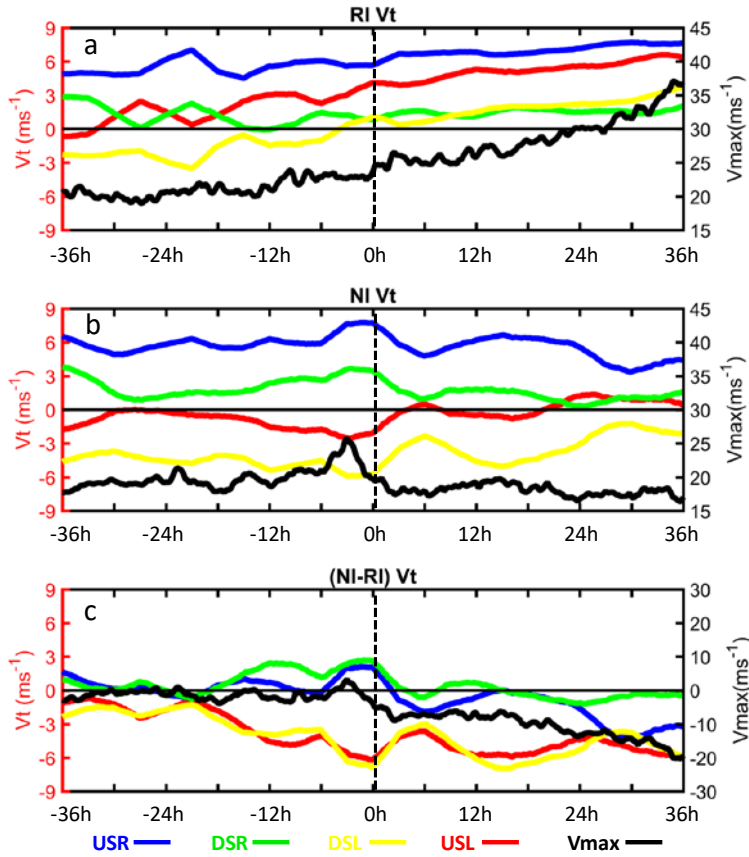 RI Vt
a
9
6
3
0
-3
-6
-9
Vt (ms-1)
45
40
35
30
25
20
15
Vmax(ms-1)
-36h -24h -12h 0h 12h 24h 36h
NI Vt
b
9
6
3
0
-3
-6
-9
Vt (ms-1)
45
40
35
30
25
20
15
Vmax(ms-1)
-36h -24h -12h 0h 12h 24h 36h
(NI-RI) Vt
c
9
6
3
0
-3
-6
-9
Vt (ms-1)
30
20
10
0
-10
-20
-30
Vmax(ms-1)
-36h -24h -12h 0h 12h 24h 36h
USR DSR DSL USL Vmax